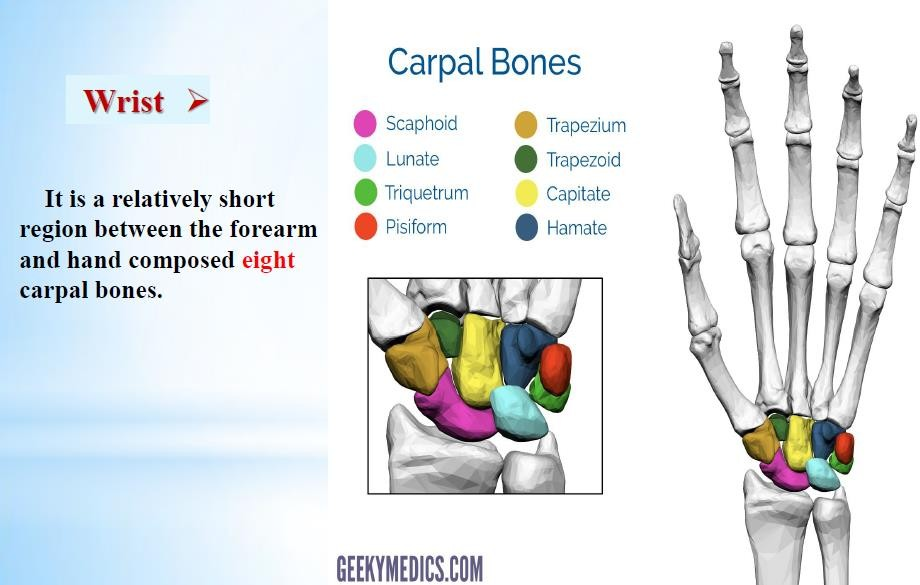 Wrist ➢
It is a relatively short
region between the forearm
and hand composed eight
carpal bones.
Carpal Bones
Scaphoid
Lunate
Triquetrum
Pisiform
Trapezium
Trapezoid
Capitate
Hamate
GEEKYMEDICS.COM